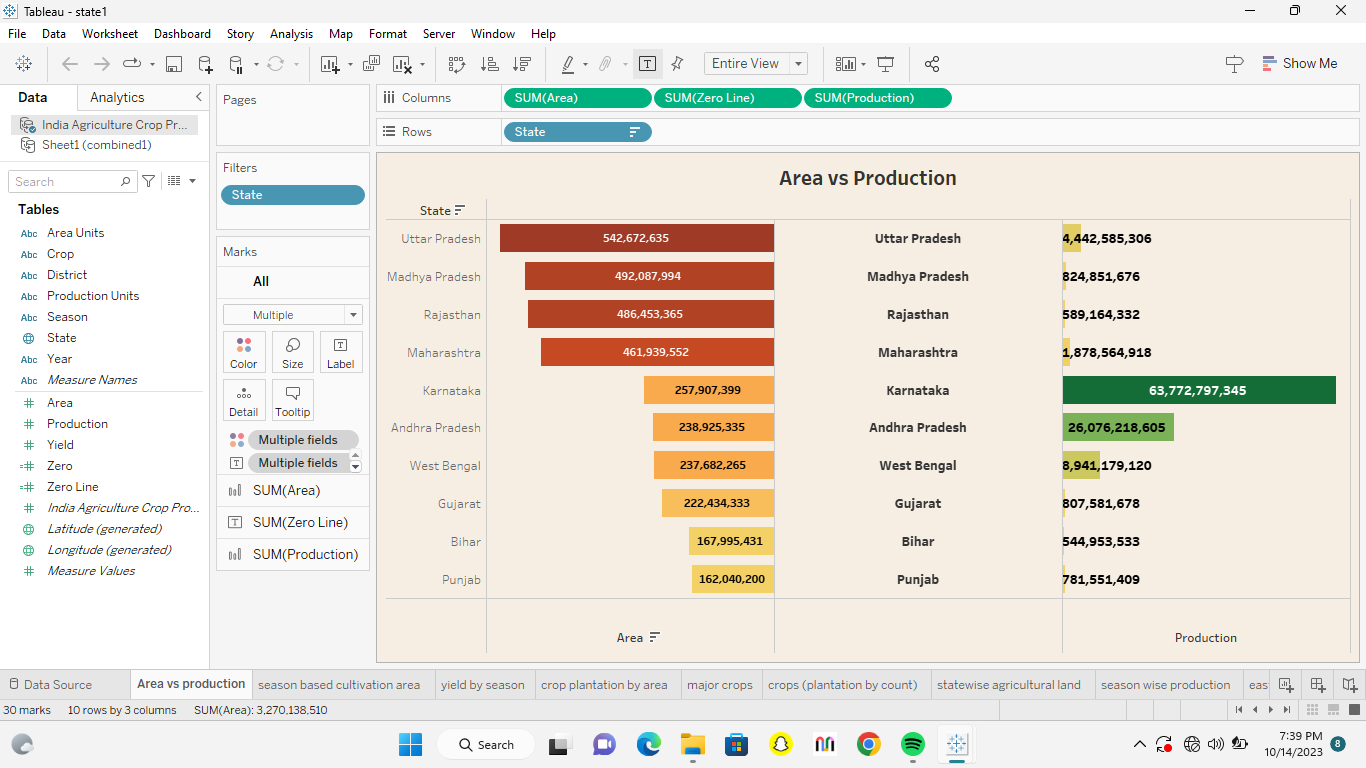 Tableau - state1
File Data Worksheet Dashboard Story Analysis Map Format Server Window Help
Entire View
Show Me
Data Analytics
India Agriculture Crop Pr...
Sheet1 (combined1)
Search
Tables
Abc Area Units
Abc Crop
Abc District
Abc Production Units
Abc Season
State
Abc Year
Abc Measure Names
Area
Production
Yield
Zero
Zero Line
India Agriculture Crop Pro...
Latitude (generated)
Longitude (generated)
Measure Values
Pages
Filters
State
Marks
All
Multiple
Color Size Label
Detail Tooltip
Multiple fields
Multiple fields
SUM(Area)
SUM(Zero Line)
SUM(Production)
Columns SUM(Area) SUM(Zero Line) SUM(Production)
Rows State
Area vs Production
State
Uttar Pradesh 542,672,635 Uttar Pradesh 4,442,585,306
Madhya Pradesh 492,087,994 Madhya Pradesh 824,851,676
Rajasthan 486,453,365 Rajasthan 589,164,332
Maharashtra 461,939,552 Maharashtra 1,878,564,918
Karnataka 257,907,399 Karnataka 63,772,797,345
Andhra Pradesh 238,925,335 Andhra Pradesh 26,076,218,605
West Bengal 237,682,265 West Bengal 8,941,179,120
Gujarat 222,434,333 Gujarat 807,581,678
Bihar 167,995,431 Bihar 544,953,533
Punjab 162,040,200 Punjab 781,551,409
Area Production
Data Source Area vs production season based cultivation area yield by season crop plantation by area major crops crops (plantation by count) statewise agricultural land season wise production eas
30 marks 10 rows by 3 columns SUM(Area): 3,270,138,510
Search
7:39 PM
10/14/2023
8